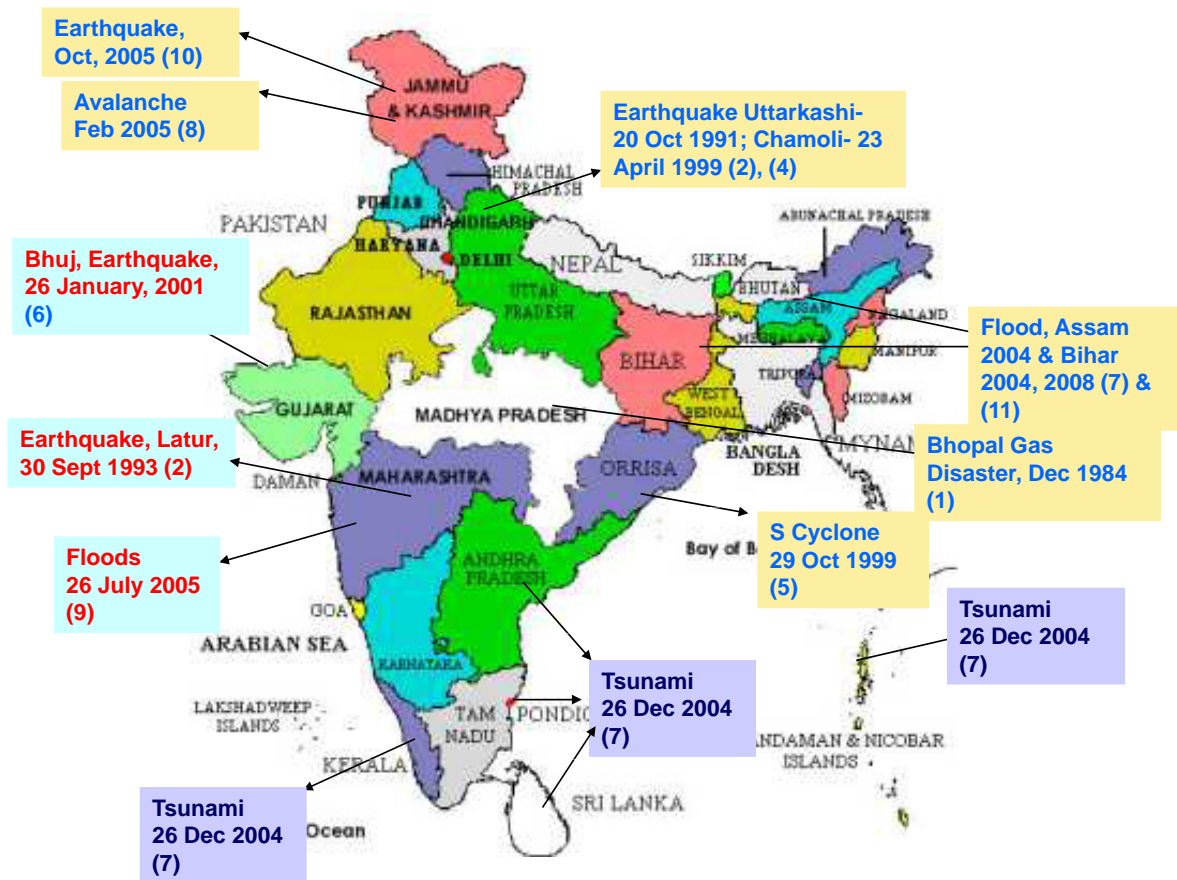 Earthquake,
Oct, 2005 (10)
Avalanche
Feb 2005 (8)
JAMMU
& KASHMIR
Earthquake Uttarkashi-
20 Oct 1991; Chamoli- 23
April 1999 (2), (4)
HIMACHAL
PRADESH
PUNJAB
PAKISTAN
CHANDIGARH
HARYANA
DELHI
ARUNACHAL PRADESH
NEPAL
SIKKIM
BHUTAN
Bhuj, Earthquake,
26 January, 2001
(6)
RAJASTHAN
UTTAR
PRADESH
ASSAM
NAGALAND
MEGHALAYA
MANIPUR
BIHAR
TRIPURA
MIZORAM
Flood, Assam
2004 & Bihar
2004, 2008 (7) &
(11)
GUJARAT
MADHYA PRADESH
WEST
BENGAL
BANGLA
DESH
MYNAM
Earthquake, Latur,
30 Sept 1993 (2)
DAMAN
MAHARASHTRA
ORRISA
Bhopal Gas
Disaster, Dec 1984
(1)
S Cyclone
29 Oct 1999
(5)
Bay of B
Floods
26 July 2005
(9)
ANDHRA
PRADESH
GOA
ARABIAN SEA
KARNATAKA
Tsunami
26 Dec 2004
(7)
Tsunami
26 Dec 2004
(7)
LAKSHADWEEP
ISLANDS
TAM
NADU
PONDIC
NDAMAN & NICOBAR
ISLANDS
KERALA
SRI LANKA
Tsunami
26 Dec 2004
(7)
Ocean